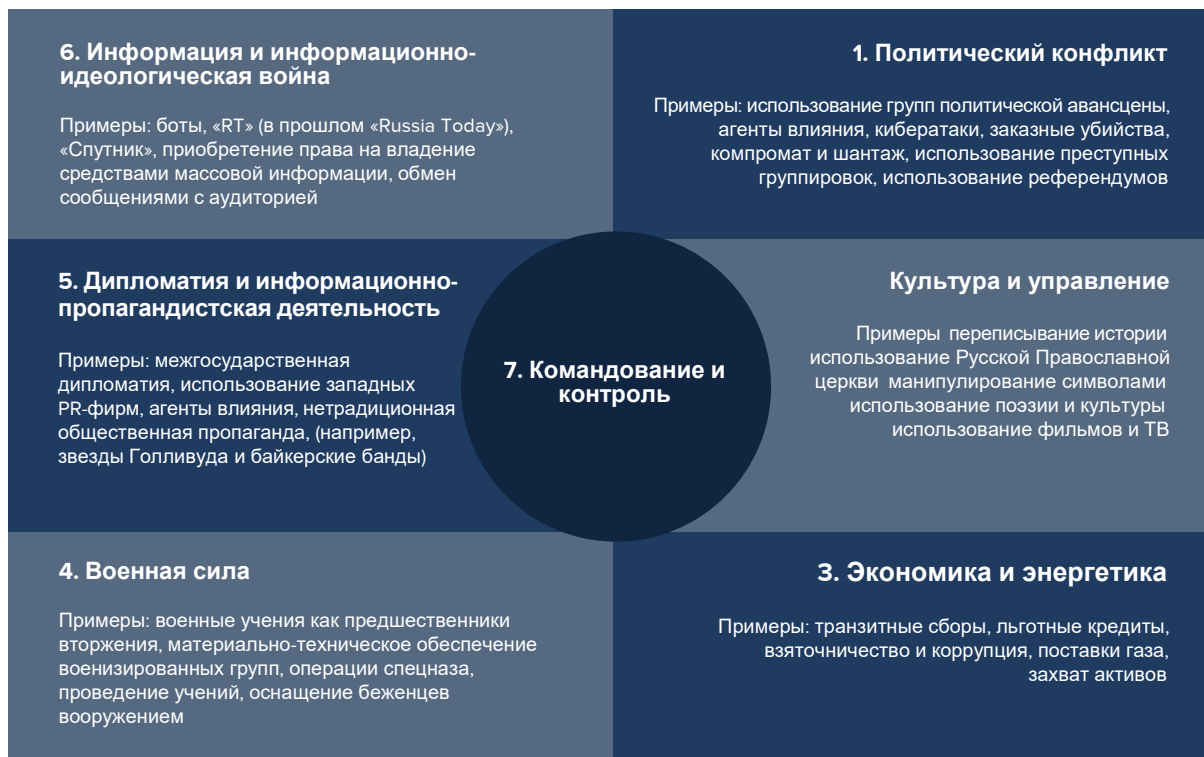 6. Информация и информационно-
идеологическая война
Примеры: боты, «RT» (в прошлом «Russia Today»),
«Спутник», приобретение права на владение
средствами массовой информации, обмен
сообщениями с аудиторией
1. Политический конфликт
Примеры: использование групп политической авансцены,
агенты влияния, кибератаки, заказные убийства,
компромат и шантаж, использование преступных
группировок, использование референдумов
5. Дипломатия и информационно-
пропагандистская деятельность
Примеры: межгосударственная
дипломатия, использование западных
PR-фирм, агенты влияния, нетрадиционная
общественная пропаганда, (например,
звезды Голливуда и байкерские банды)
7. Командование и
контроль
Культура и управление
Примеры переписывание истории
использование Русской Православной
церкви манипулирование символами
использование поэзии и культуры
использование фильмов и ТВ
4. Военная сила
Примеры: военные учения как предшественники
вторжения, материально-техническое обеспечение
военизированных групп, операции спецназа,
проведение учений, оснащение беженцев
вооружением
3. Экономика и энергетика
Примеры: транзитные сборы, льготные кредиты,
взяточничество и коррупция, поставки газа,
захват активов